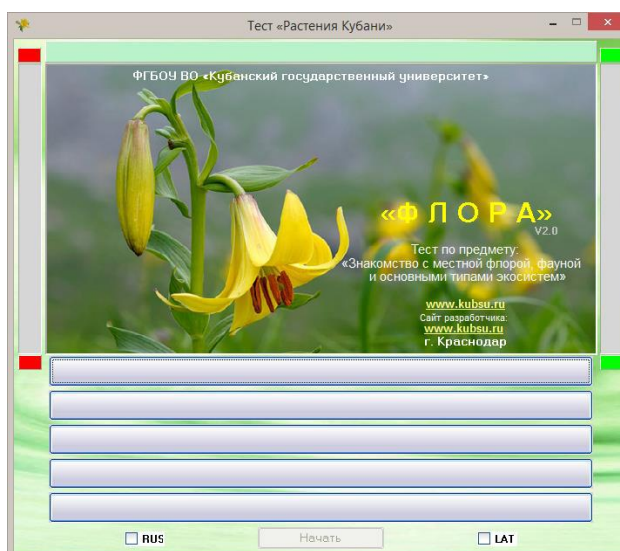 Тест «Растения Кубани»
ФГБОУ ВО «Кубанский государственный университет»
«Ф Л О Р А»
V2.0
Тест по предмету:
«Знакомство с местной флорой, фауной
и основными типами экосистем»
www.kubsu.ru
Сайт разработчика:
www.kubsu.ru
г. Краснодар
RUS
Начать
LAT